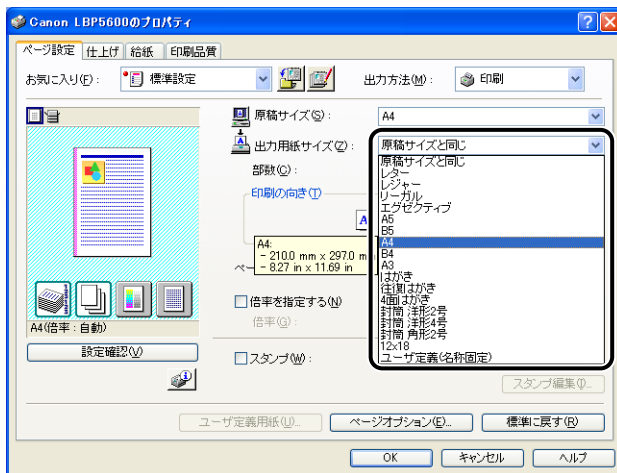 Canon LBP5600のプロパティ
ページ設定 仕上げ 給紙 印刷品質
お気に入り(F): 標準設定 出力方法(M): 印刷
原稿サイズ(S): A4
出力用紙サイズ(Z): 原稿サイズと同じ
部数(C):
印刷の向き(T)
A
原稿サイズと同じ
レター
レジャー
リーガル
エグゼクティブ
A5
B5
A4
B4
A3
はがき
往復はがき
4面はがき
封筒 洋形2号
封筒 洋形4号
封筒 角形2号
12x18
ユーザ定義(名称固定)
A4:
- 210.0 mm x 297.0 m
- 8.27 in x 11.69 in
ペー
倍率を指定する(N)
倍率(G):
A4(倍率:自動)
設定確認(V)
スタンプ(W):
スタンプ編集(I)...
ユーザ定義用紙(U)... ページオプション(E)... 標準に戻す(R)
OK キャンセル ヘルプ